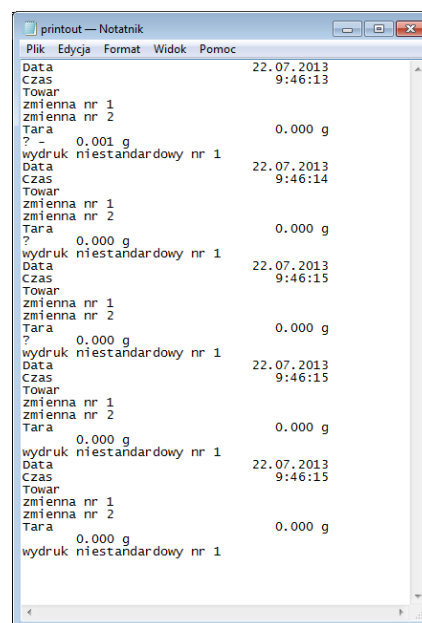 printout — Notatnik
Plik Edycja Format Widok Pomoc
Data 22.07.2013
Czas 9:46:13
Towar
zmienna nr 1
zmienna nr 2
Tara 0.000 g
? - 0.001 g
wydruk niestandardowy nr 1
Data 22.07.2013
Czas 9:46:14
Towar
zmienna nr 1
zmienna nr 2
Tara 0.000 g
? 0.000 g
wydruk niestandardowy nr 1
Data 22.07.2013
Czas 9:46:15
Towar
zmienna nr 1
zmienna nr 2
Tara 0.000 g
? 0.000 g
wydruk niestandardowy nr 1
Data 22.07.2013
Czas 9:46:15
Towar
zmienna nr 1
zmienna nr 2
Tara 0.000 g
0.000 g
wydruk niestandardowy nr 1
Data 22.07.2013
Czas 9:46:15
Towar
zmienna nr 1
zmienna nr 2
Tara 0.000 g
0.000 g
wydruk niestandardowy nr 1